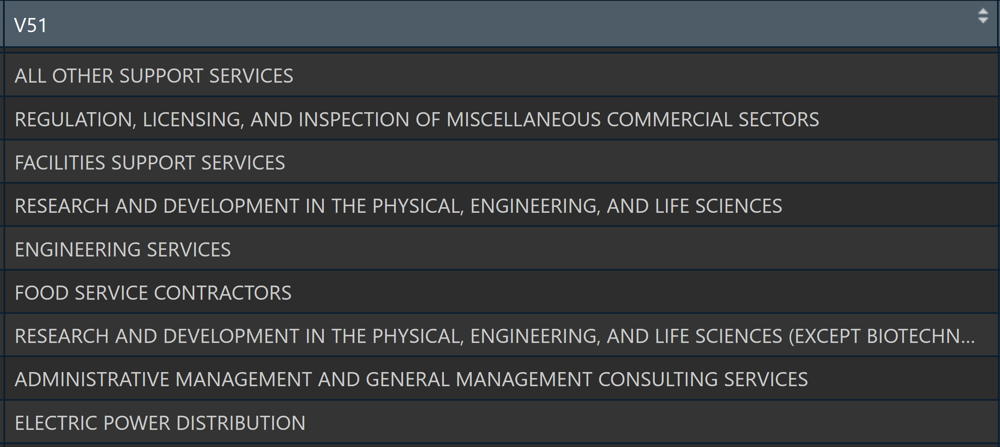 V51
ALL OTHER SUPPORT SERVICES
REGULATION, LICENSING, AND INSPECTION OF MISCELLANEOUS COMMERCIAL SECTORS
FACILITIES SUPPORT SERVICES
RESEARCH AND DEVELOPMENT IN THE PHYSICAL, ENGINEERING, AND LIFE SCIENCES
ENGINEERING SERVICES
FOOD SERVICE CONTRACTORS
RESEARCH AND DEVELOPMENT IN THE PHYSICAL, ENGINEERING, AND LIFE SCIENCES (EXCEPT BIOTECHN...
ADMINISTRATIVE MANAGEMENT AND GENERAL MANAGEMENT CONSULTING SERVICES
ELECTRIC POWER DISTRIBUTION